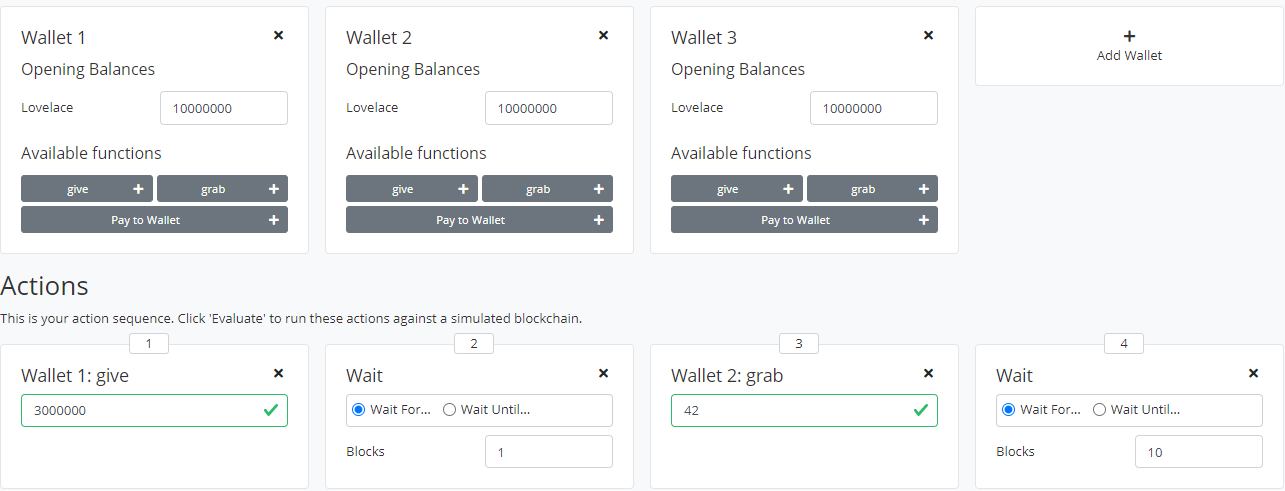 Wallet 1 ×
Wallet 2 ×
Wallet 3 ×
+
Add Wallet
Opening Balances
Opening Balances
Opening Balances
Lovelace 10000000
Lovelace 10000000
Lovelace 10000000
Available functions
Available functions
Available functions
give + grab +
give + grab +
give + grab +
Pay to Wallet +
Pay to Wallet +
Pay to Wallet +
Actions
This is your action sequence. Click 'Evaluate' to run these actions against a simulated blockchain.
1
2
3
4
Wallet 1: give ×
Wait ×
Wallet 2: grab ×
Wait ×
3000000
Wait For... Wait Until...
42
Wait For... Wait Until...
Blocks 1
Blocks 10